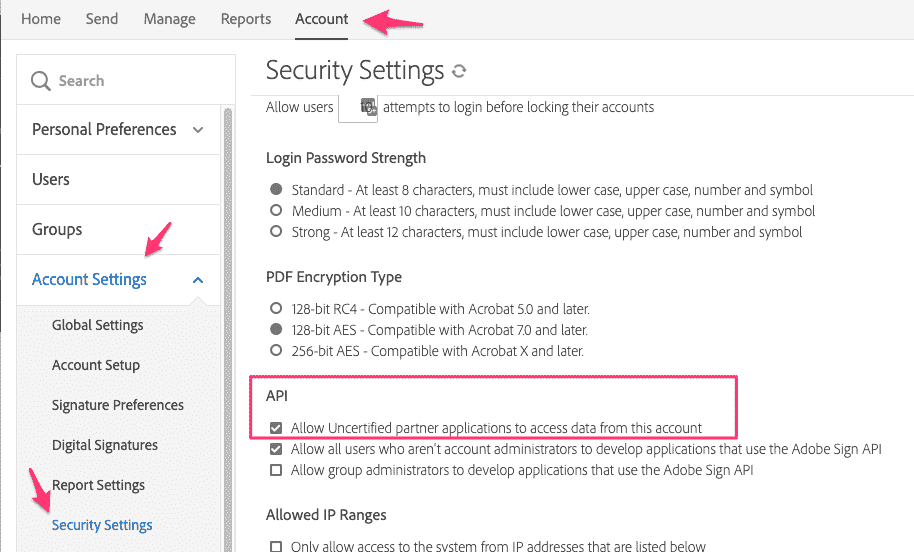 Home Send Manage Reports Account
Search
Personal Preferences
Users
Groups
Account Settings
Global Settings
Account Setup
Signature Preferences
Digital Signatures
Report Settings
Security Settings
Security Settings
Allow users attempts to login before locking their accounts
Login Password Strength
Standard - At least 8 characters, must include lower case, upper case, number and symbol
Medium - At least 10 characters, must include lower case, upper case, number and symbol
Strong - At least 12 characters, must include lower case, upper case, number and symbol
PDF Encryption Type
128-bit RC4 - Compatible with Acrobat 5.0 and later.
128-bit AES - Compatible with Acrobat 7.0 and later.
256-bit AES - Compatible with Acrobat X and later.
API
Allow Uncertified partner applications to access data from this account
Allow all users who aren't account administrators to develop applications that use the Adobe Sign API
Allow group administrators to develop applications that use the Adobe Sign API
Allowed IP Ranges
Only allow access to the system from IP addresses that are listed below